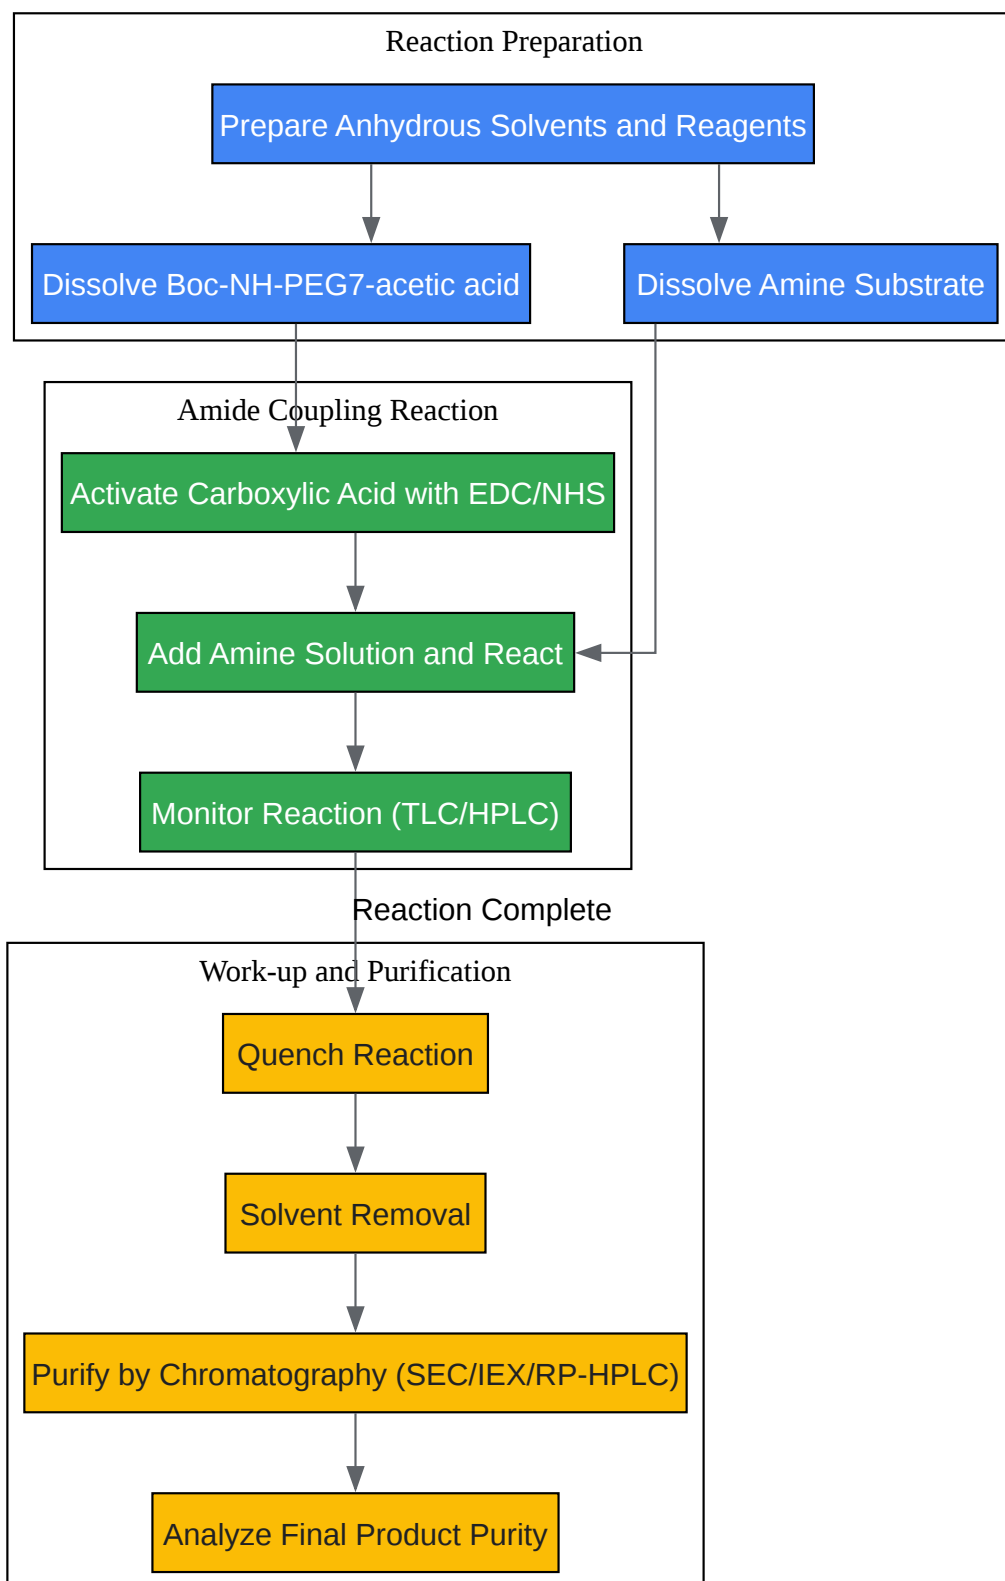 Reaction Preparation
Prepare Anhydrous Solvents and Reagents
Dissolve Boc-NH-PEG7-acetic acid
Dissolve Amine Substrate
Amide Coupling Reaction
Activate Carboxylic Acid with EDC/NHS
Add Amine Solution and React
Monitor Reaction (TLC/HPLC)
Reaction Complete
Work-up and Purification
Quench Reaction
Solvent Removal
Purify by Chromatography (SEC/IEX/RP-HPLC)
Analyze Final Product Purity